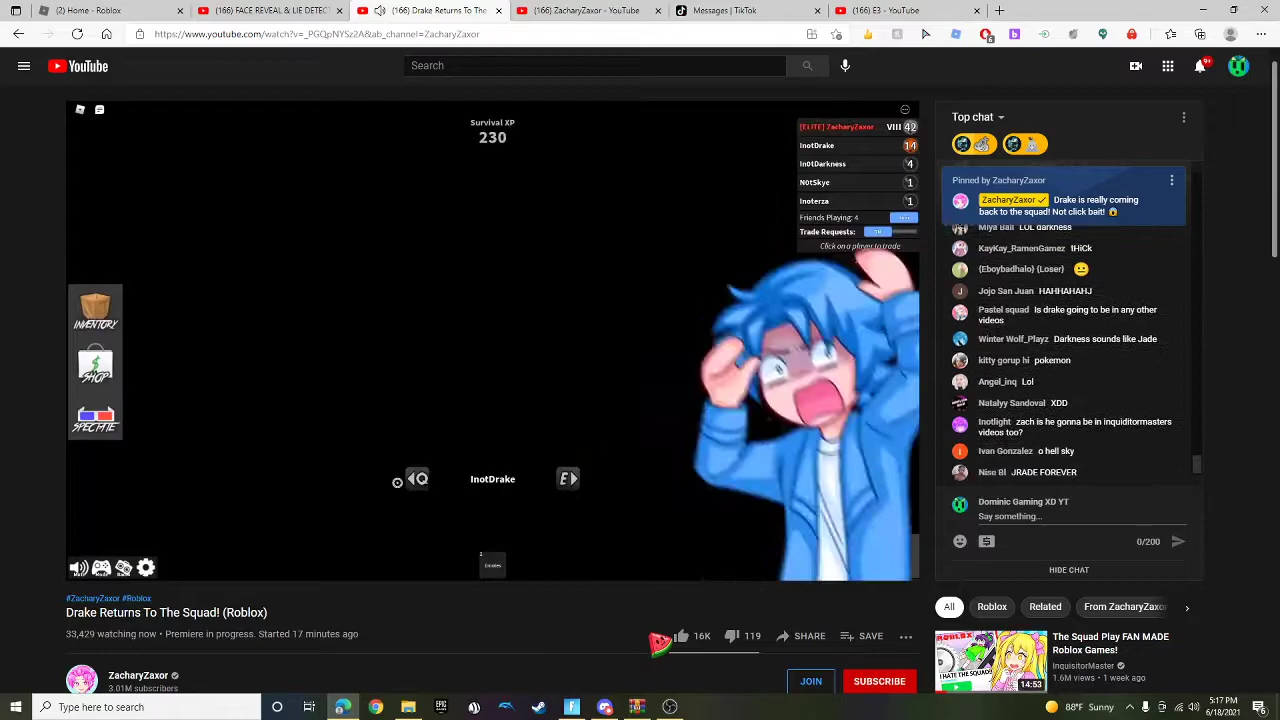 (2) Home - Roblox
(166) FACE REVEAL & LIE DETECT
(166) Drake Returns To The S
(166) ZacharyZaxor - YouTube
Messages | TikTok
(166) E3 - YouTube
https://www.youtube.com/watch?v=_PGQpNYSz2A&ab_channel=ZacharyZaxor
6
YouTube
Search
9+
Survival XP
230
[ELITE] ZacharyZaxor VIII 42
InotDrake 14
In0tDarkness 4
N0tSkye 1
Inoterza 1
Friends Playing: 4
Trade Requests:
Click on a player to trade
INVENTORY
SHOP
SPECTATE
Q
InotDrake
E
Emotes
Top chat
Pinned by ZacharyZaxor
ZacharyZaxor Drake is really coming
back to the squad! Not click bait! 😱
Miya Ball LOL darkness
KayKay_RamenGamez tHiCk
{Eboybadhalo} {Loser} 😐
Jojo San Juan HAHHAHAHJ
Pastel squad Is drake going to be in any other
videos
Winter Wolf_Playz Darkness sounds like Jade
kitty gorup hi pokemon
Angel_inq Lol
Natalyy Sandoval XDD
Inotlight zach is he gonna be in inquiditormasters
videos too?
Ivan Gonzalez o hell sky
Nise Bl JRADE FOREVER
Dominic Gaming XD YT
Say something...
0/200
HIDE CHAT
#ZacharyZaxor #Roblox
Drake Returns To The Squad! (Roblox)
33,429 watching now • Premiere in progress. Started 17 minutes ago
16K
119
SHARE
SAVE
ZacharyZaxor
3.01M subscribers
JOIN
SUBSCRIBE
All
Roblox
Related
From ZacharyZaxor
I HATE THE SQUAD!
14:53
The Squad Play FAN MADE
Roblox Games!
InquisitorMaster
1.6M views • 1 week ago
Type here to search
88°F Sunny
5:17 PM
6/18/2021